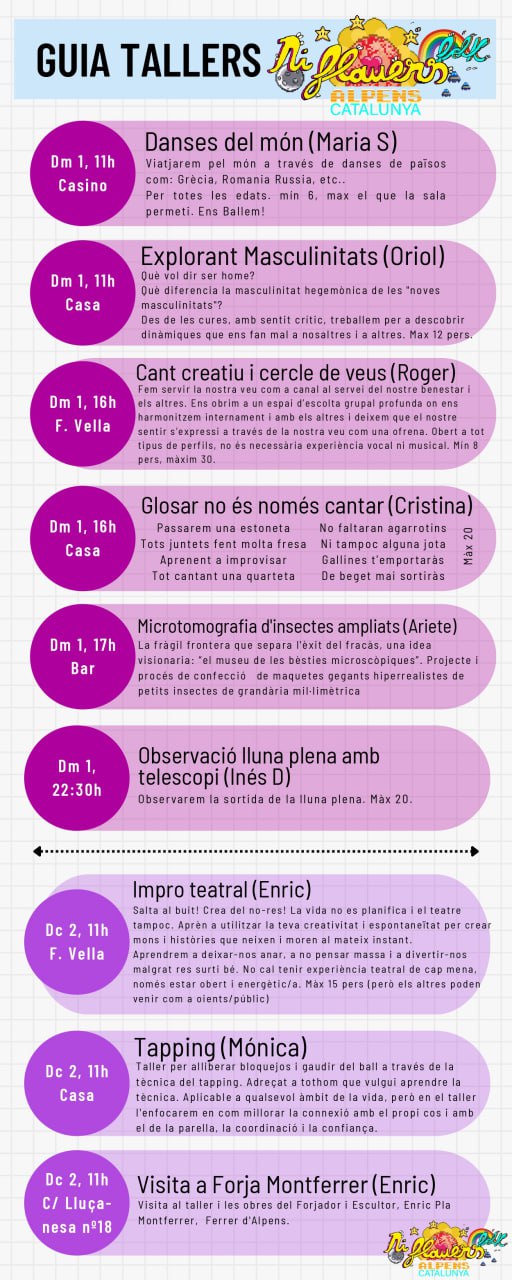 GUIA TALLERS
Ni flawers
ALPENS
CATALUNYA
Dm 1, 11h
Casino
Danses del món (Maria S)
Viatjarem pel món a través de danses de països
com: Grècia, Romania Russia, etc..
Per totes les edats. mín 6, max el que la sala
permeti. Ens Ballem!
Dm 1, 11h
Casa
Explorant Masculinitats (Oriol)
Què vol dir ser home?
Què diferencia la masculinitat hegemònica de les "noves
masculinitats"?
Des de les cures, amb sentit crític, treballem per a descobrir
dinàmiques que ens fan mal a nosaltres i a altres. Max 12 pers.
Dm 1, 16h
F. Vella
Cant creatiu i cercle de veus (Roger)
Fem servir la nostra veu com a canal al servei del nostre benestar i
els altres. Ens obrim a un espai d'escolta grupal profunda on ens
harmonitzem internament i amb els altres i deixem que el nostre
sentir s'expressi a través de la nostra veu com una ofrena. Obert a tot
tipus de perfils, no és necessària experiència vocal ni musical. Mín 8
pers, màxim 30.
Dm 1, 16h
Casa
Glosar no és només cantar (Cristina)
Passarem una estoneta
Tots juntets fent molta fresa
Aprenent a improvisar
Tot cantant una quarteta
No faltaran agarrotins
Ni tampoc alguna jota
Gallines t'emportaràs
De beget mai sortiràs
Màx 20
Dm 1, 17h
Bar
Microtomografia d'insectes ampliats (Ariete)
La fràgil frontera que separa l'èxit del fracàs, una idea
visionaria: "el museu de les bèsties microscòpiques". Projecte i
procés de confecció de maquetes gegants hiperrealistes de
petits insectes de grandària mil·limètrica
Dm 1,
22:30h
Observació lluna plena amb
telescopi (Inés D)
Observarem la sortida de la lluna plena. Màx 20.
Dc 2, 11h
F. Vella
Impro teatral (Enric)
Salta al buit! Crea del no-res! La vida no es planifica i el teatre
tampoc. Aprèn a utilitzar la teva creativitat i espontaneïtat per crear
mons i històries que neixen i moren al mateix instant.
Aprendrem a deixar-nos anar, a no pensar massa i a divertir-nos
malgrat res surti bé. No cal tenir experiència teatral de cap mena,
només estar obert i energètic/a. Màx 15 pers (però els altres poden
venir com a oients/públic)
Dc 2, 11h
Casa
Tapping (Mónica)
Taller per alliberar bloquejos i gaudir del ball a través de la
tècnica del tapping. Adreçat a tothom que vulgui aprendre la
tècnica. Aplicable a qualsevol àmbit de la vida, però en el taller
l'enfocarem en com millorar la connexió amb el propi cos i amb
el de la parella, la coordinació i la confiança.
Dc 2, 11h
C/ Lluça-
nesa nº18
Visita a Forja Montferrer (Enric)
Visita al taller i les obres del Forjador i Escultor, Enric Pla
Montferrer, Ferrer d'Alpens.
Ni flawers
ALPENS
CATALUNYA